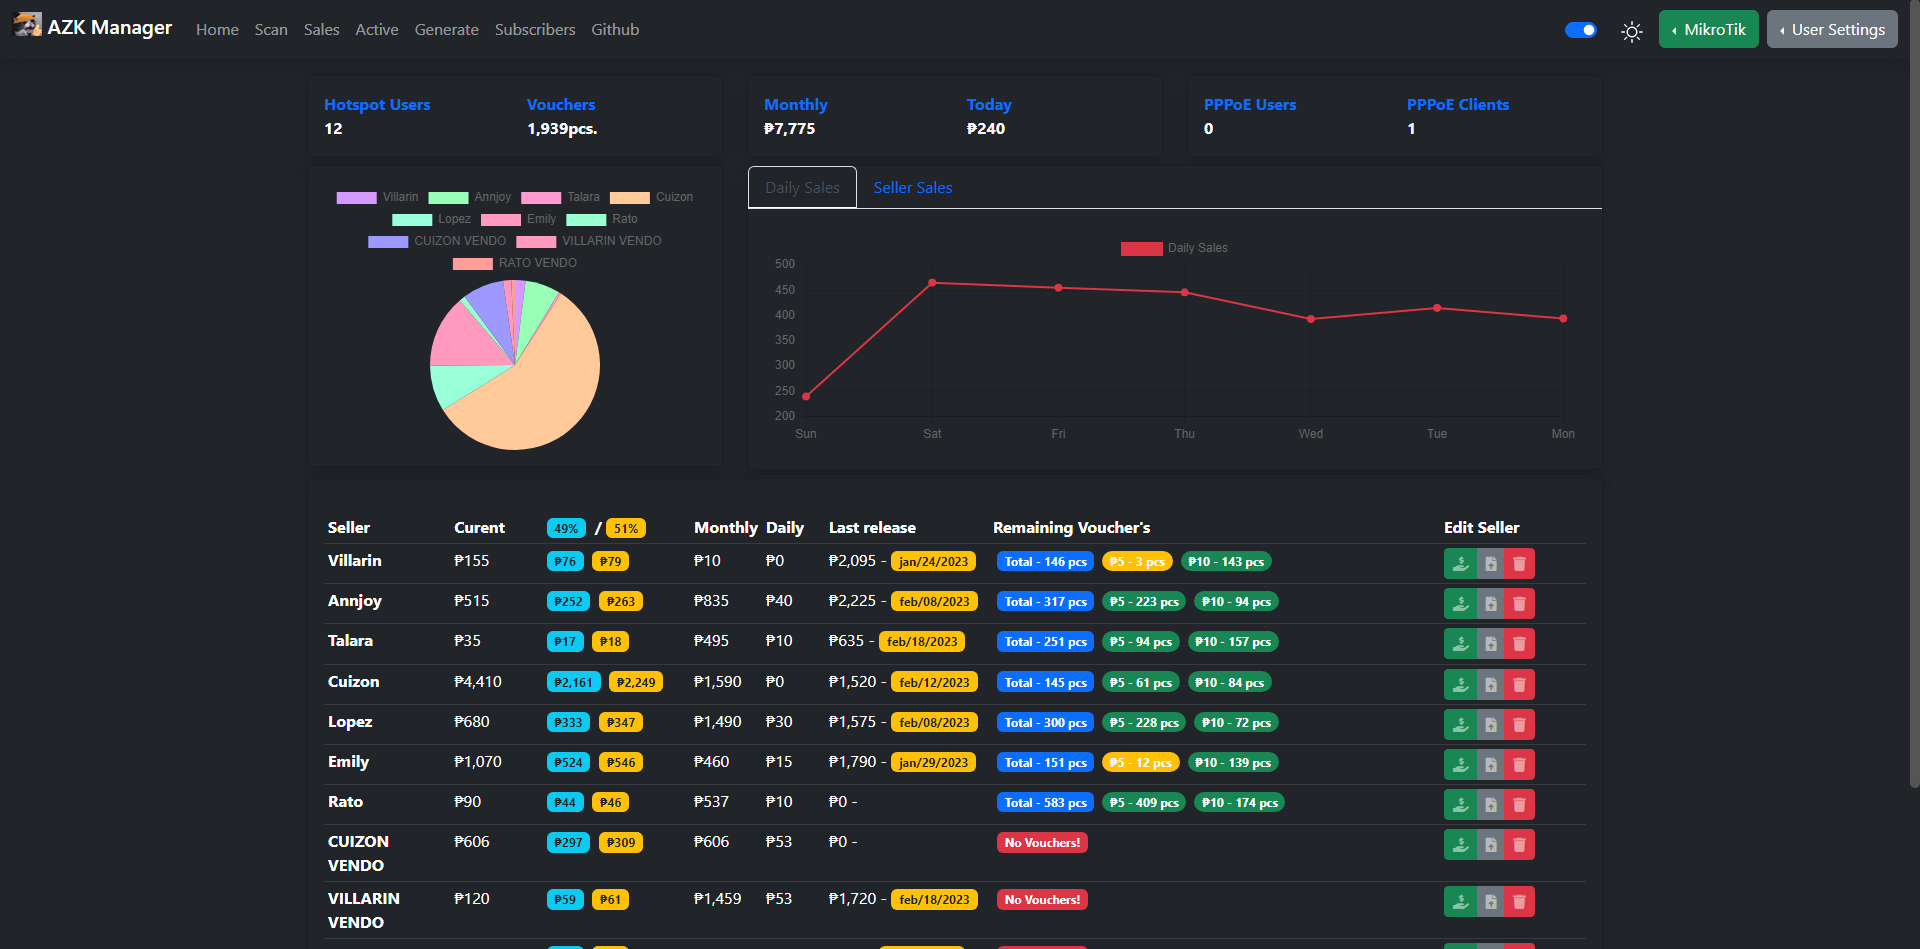 AZK Manager Home Scan Sales Active Generate Subscribers Github MikroTik User Settings
Hotspot Users Vouchers
12 1,939pcs.
Monthly Today
₱7,775 ₱240
PPPoE Users PPPoE Clients
0 1
Villarin Annjoy Talara Cuizon
Lopez Emily Rato
CUIZON VENDO VILLARIN VENDO
RATO VENDO
Daily Sales Seller Sales
Daily Sales
500
450
400
350
300
250
200
Sun Sat Fri Thu Wed Tue Mon
Seller Curent 49% / 51% Monthly Daily Last release Remaining Voucher's Edit Seller
Villarin ₱155 ₱76 ₱79 ₱10 ₱0 ₱2,095 - jan/24/2023 Total - 146 pcs ₱5 - 3 pcs ₱10 - 143 pcs
Annjoy ₱515 ₱252 ₱263 ₱835 ₱40 ₱2,225 - feb/08/2023 Total - 317 pcs ₱5 - 223 pcs ₱10 - 94 pcs
Talara ₱35 ₱17 ₱18 ₱495 ₱10 ₱635 - feb/18/2023 Total - 251 pcs ₱5 - 94 pcs ₱10 - 157 pcs
Cuizon ₱4,410 ₱2,161 ₱2,249 ₱1,590 ₱0 ₱1,520 - feb/12/2023 Total - 145 pcs ₱5 - 61 pcs ₱10 - 84 pcs
Lopez ₱680 ₱333 ₱347 ₱1,490 ₱30 ₱1,575 - feb/08/2023 Total - 300 pcs ₱5 - 228 pcs ₱10 - 72 pcs
Emily ₱1,070 ₱524 ₱546 ₱460 ₱15 ₱1,790 - jan/29/2023 Total - 151 pcs ₱5 - 12 pcs ₱10 - 139 pcs
Rato ₱90 ₱44 ₱46 ₱537 ₱10 ₱0 - Total - 583 pcs ₱5 - 409 pcs ₱10 - 174 pcs
CUIZON ₱606 ₱297 ₱309 ₱606 ₱53 ₱0 - No Vouchers!
VENDO
VILLARIN ₱120 ₱59 ₱61 ₱1,459 ₱53 ₱1,720 - feb/18/2023 No Vouchers!
VENDO